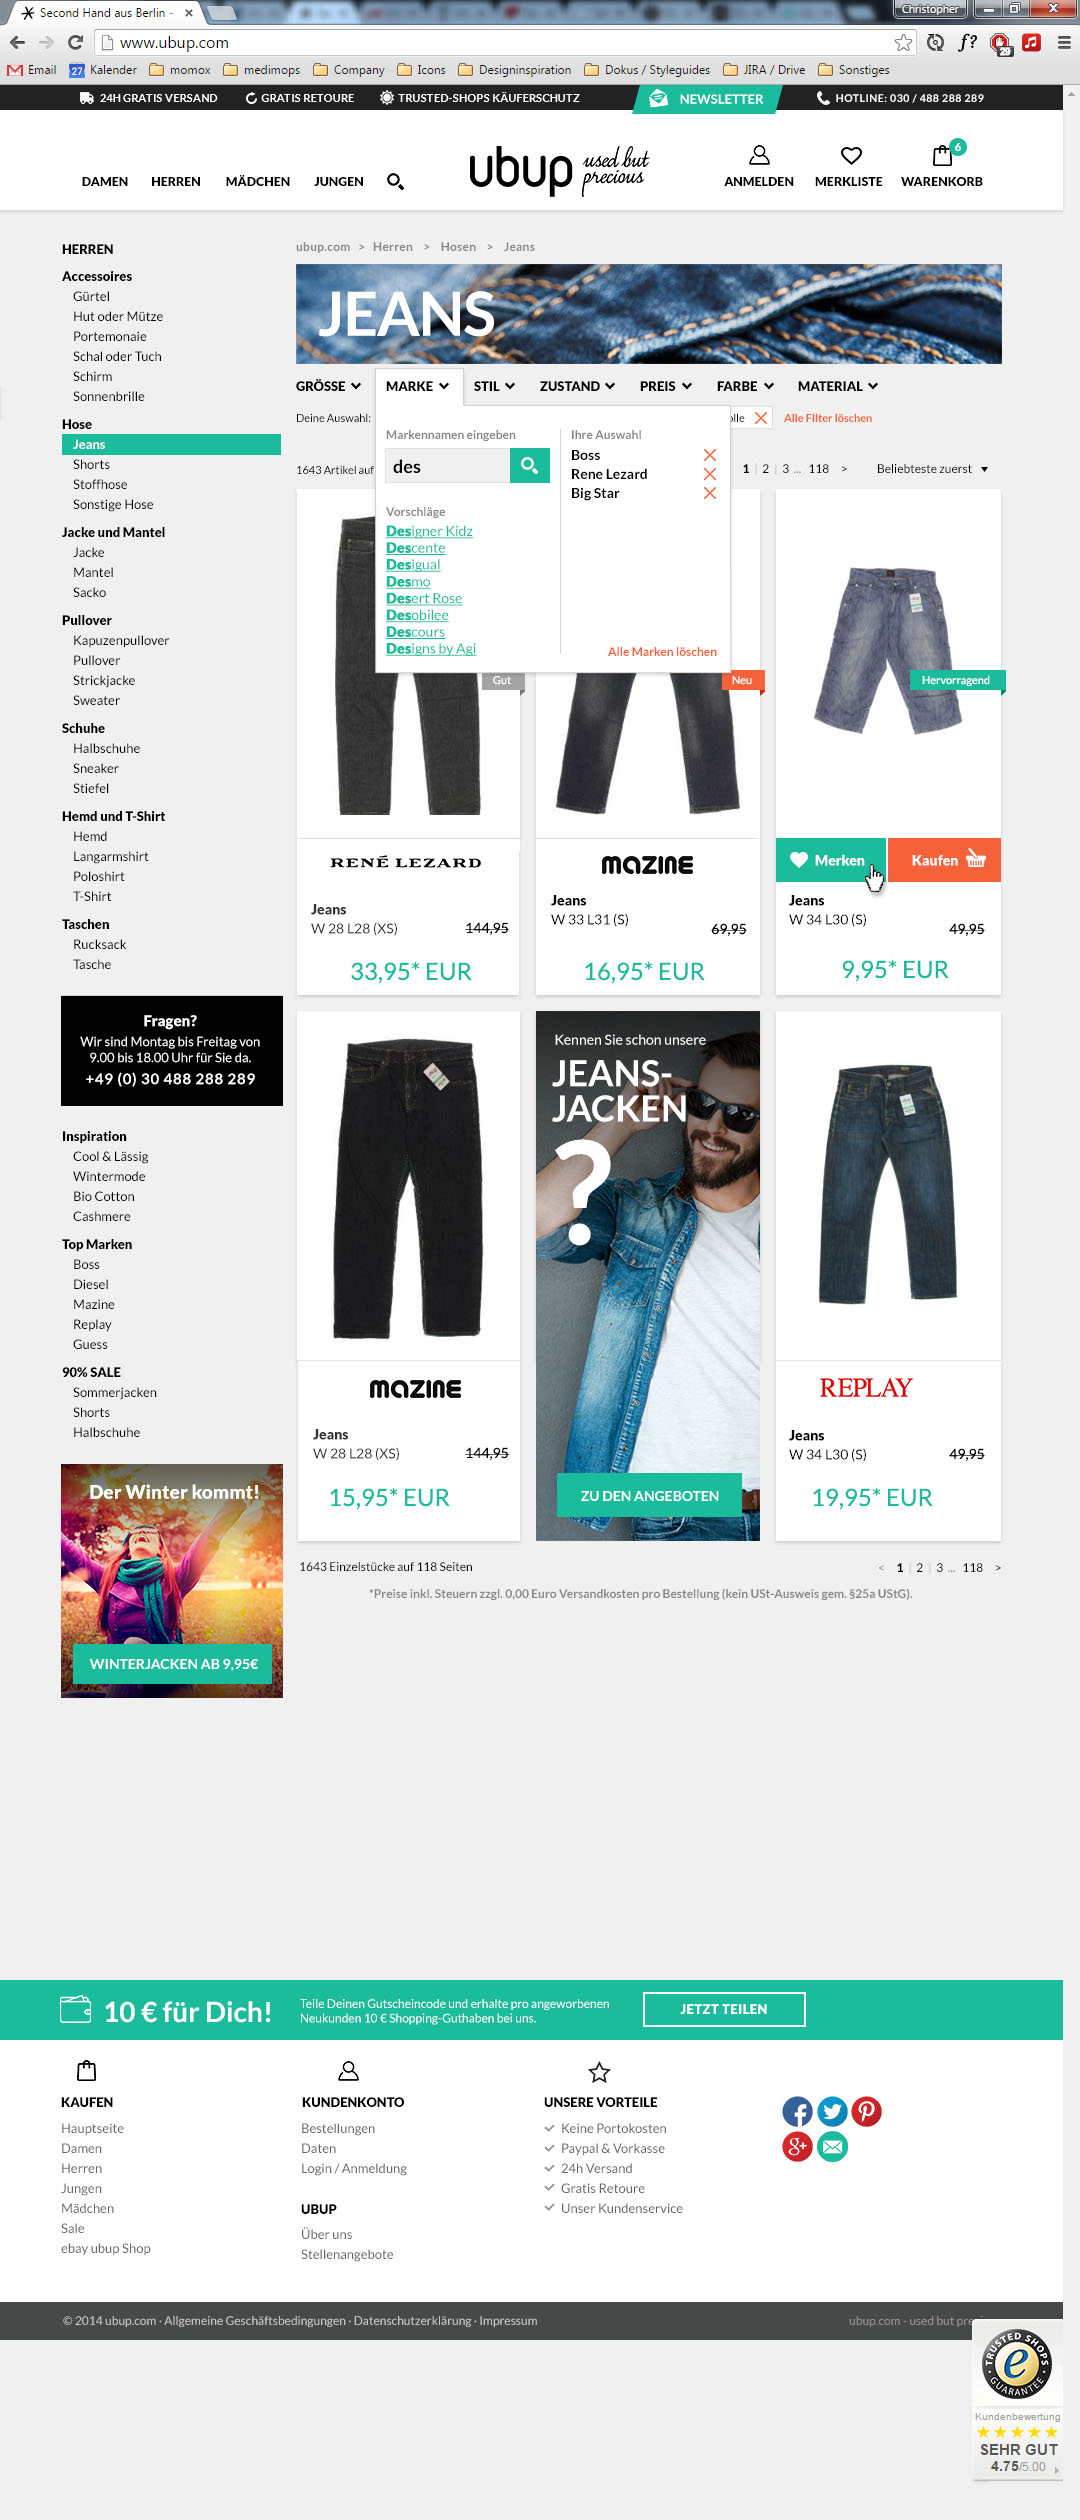 Second Hand aus Berlin -
Christopher
www.ubup.com
f?
29
Email
27 Kalender
momox
medimops
Company
Icons
Designinspiration
Dokus / Styleguides
JIRA / Drive
Sonstiges
24H GRATIS VERSAND
GRATIS RETOURE
TRUSTED-SHOPS KÄUFERSCHUTZ
NEWSLETTER
HOTLINE: 030 / 488 288 289
DAMEN
HERREN
MÄDCHEN
JUNGEN
ubup used but
precious
ANMELDEN
MERKLISTE
6
WARENKORB
HERREN
Accessoires
Gürtel
Hut oder Mütze
Portemonaie
Schal oder Tuch
Schirm
Sonnenbrille
Hose
Jeans
Shorts
Stoffhose
Sonstige Hose
Jacke und Mantel
Jacke
Mantel
Sacko
Pullover
Kapuzenpullover
Pullover
Strickjacke
Sweater
Schuhe
Halbschuhe
Sneaker
Stiefel
Hemd und T-Shirt
Hemd
Langarmshirt
Poloshirt
T-Shirt
Taschen
Rucksack
Tasche
Fragen?
Wir sind Montag bis Freitag von
9.00 bis 18.00 Uhr für Sie da.
+49 (0) 30 488 288 289
Inspiration
Cool & Lässig
Wintermode
Bio Cotton
Cashmere
Top Marken
Boss
Diesel
Mazine
Replay
Guess
90% SALE
Sommerjacken
Shorts
Halbschuhe
Der Winter kommt!
WINTERJACKEN AB 9,95€
ubup.com > Herren > Hosen > Jeans
JEANS
GRÖSSE
MARKE
STIL
ZUSTAND
PREIS
FARBE
MATERIAL
Deine Auswahl:
olle
Alle FIlter löschen
1643 Artikel auf
1 | 2 | 3 ... 118 >
Beliebteste zuerst
Markennamen eingeben
des
Vorschläge
Designer Kidz
Descente
Desigual
Desmo
Desert Rose
Desobilee
Descours
Designs by Agi
Ihre Auswahl
Boss
Rene Lezard
Big Star
Alle Marken löschen
Gut
Neu
Hervorragend
RENÉ LEZARD
Jeans
W 28 L28 (XS)
144,95
33,95* EUR
mazine
Jeans
W 33 L31 (S)
69,95
16,95* EUR
Merken
Kaufen
Jeans
W 34 L30 (S)
49,95
9,95* EUR
mazine
Jeans
W 28 L28 (XS)
144,95
15,95* EUR
Kennen Sie schon unsere
JEANS-
JACKEN
?
ZU DEN ANGEBOTEN
REPLAY
Jeans
W 34 L30 (S)
49,95
19,95* EUR
1643 Einzelstücke auf 118 Seiten
< 1 | 2 | 3 ... 118 >
*Preise inkl. Steuern zzgl. 0,00 Euro Versandkosten pro Bestellung (kein USt-Ausweis gem. §25a UStG).
10 € für Dich!
Teile Deinen Gutscheincode und erhalte pro angeworbenen
Neukunden 10 € Shopping-Guthaben bei uns.
JETZT TEILEN
KAUFEN
Hauptseite
Damen
Herren
Jungen
Mädchen
Sale
ebay ubup Shop
KUNDENKONTO
Bestellungen
Daten
Login / Anmeldung
UBUP
Über uns
Stellenangebote
UNSERE VORTEILE
Keine Portokosten
Paypal & Vorkasse
24h Versand
Gratis Retoure
Unser Kundenservice
© 2014 ubup.com · Allgemeine Geschäftsbedingungen · Datenschutzerklärung · Impressum
ubup.com - used but pre
TRUSTED SHOPS
e
GUARANTEE
Kundenbewertung
SEHR GUT
4.75/5.00